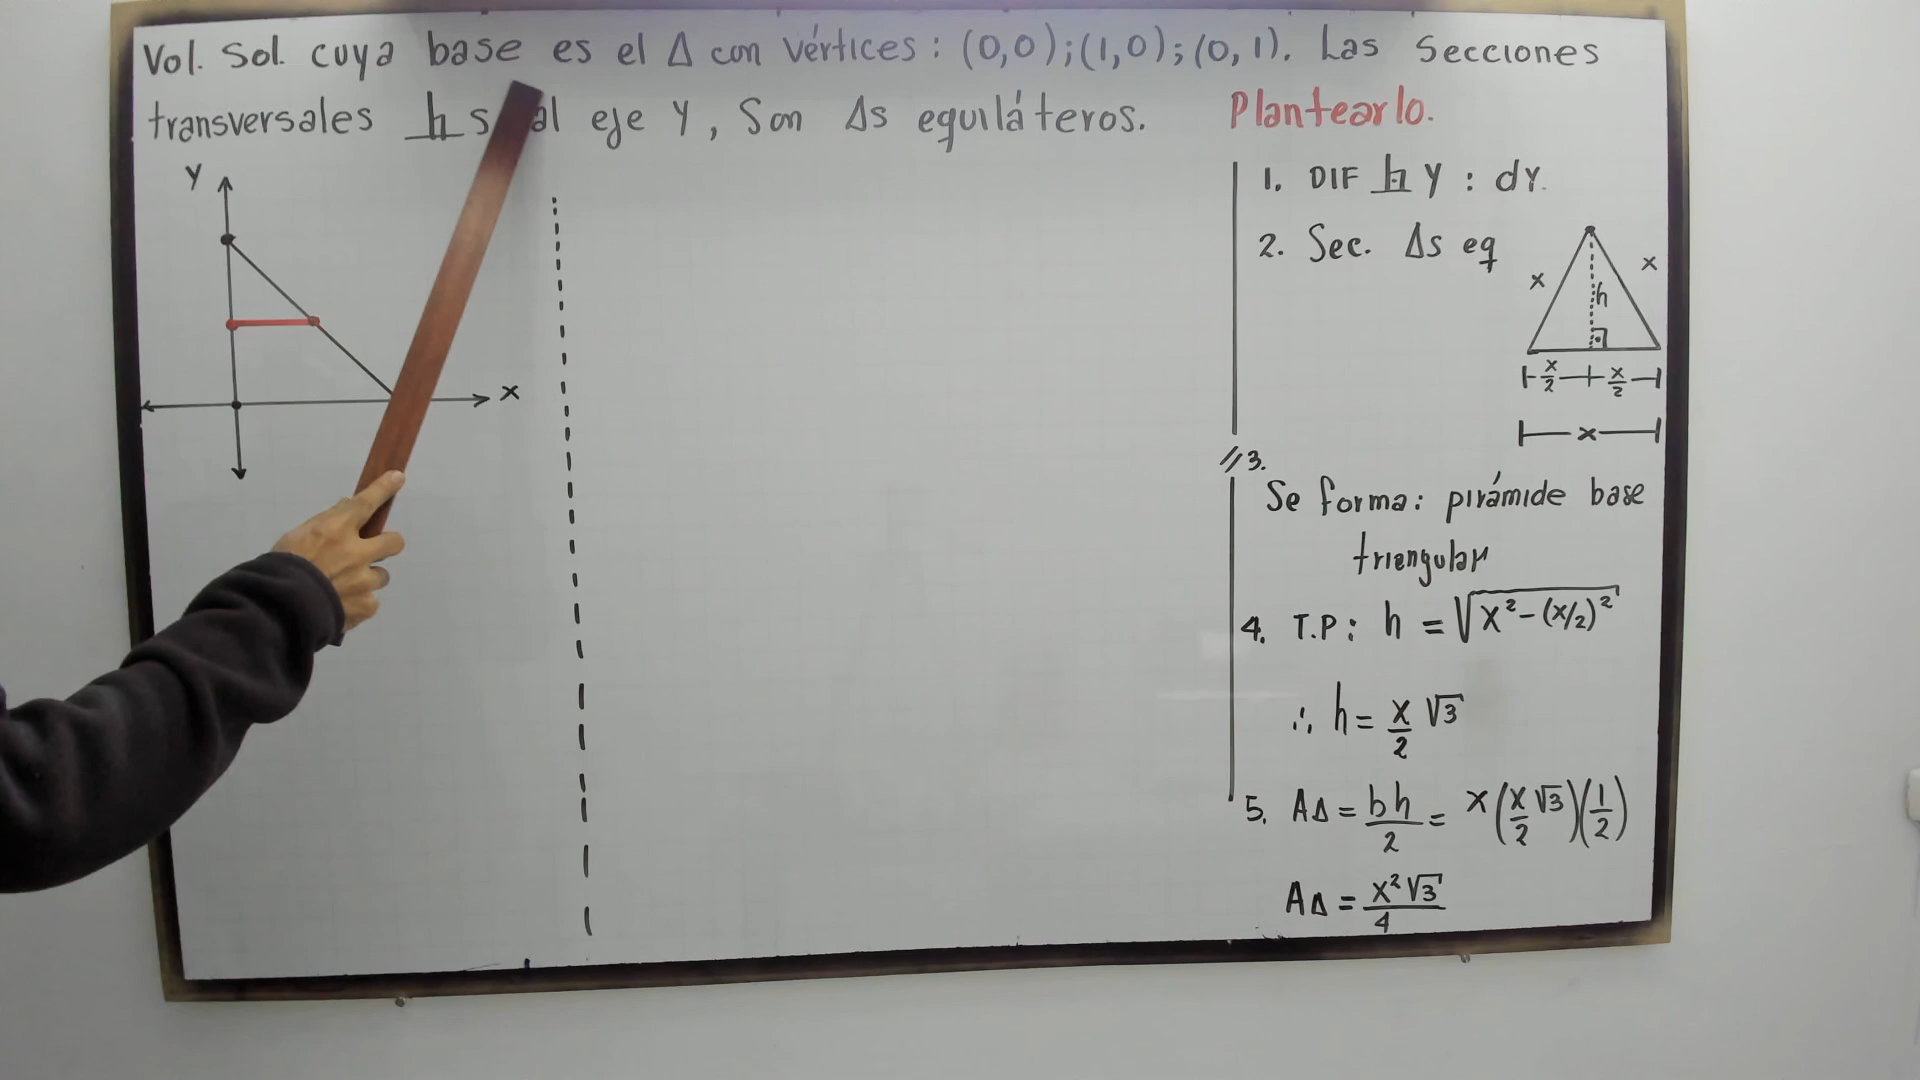 Vol. Sol. cuya base es el Δ con vértices: (0,0);(1,0);(0,1). Las Secciones
transversales ⊥s al eje Y, Son Δs equiláteros. Plantearlo.
Y
x
1. DIF ⊥ Y : dY.
2. Sec. Δs eq
x
x
h
x/2 x/2
x
//3.
Se forma: pirámide base
triangular
4. T.P: h = √(x²-(x/2)²)
∴ h = x/2 √3
5. AΔ = bh/2 = x(x/2 √3)(1/2)
AΔ = x²√3/4